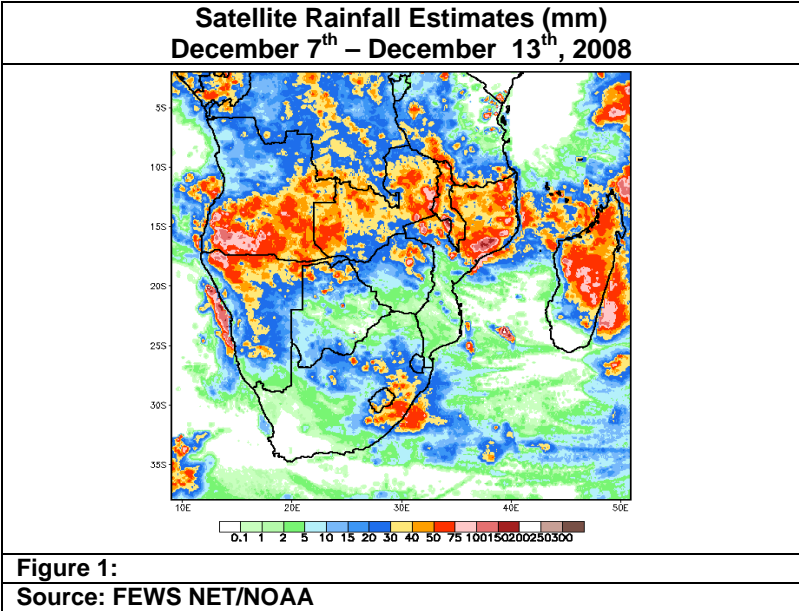 Satellite Rainfall Estimates (mm)
December 7th – December 13th, 2008
5S
10S
15S
20S
25S
30S
35S
10E 20E 30E 40E 50E
0.1 1 2 5 10 15 20 30 40 50 75 100 150 200 250 300
Figure 1:
Source: FEWS NET/NOAA